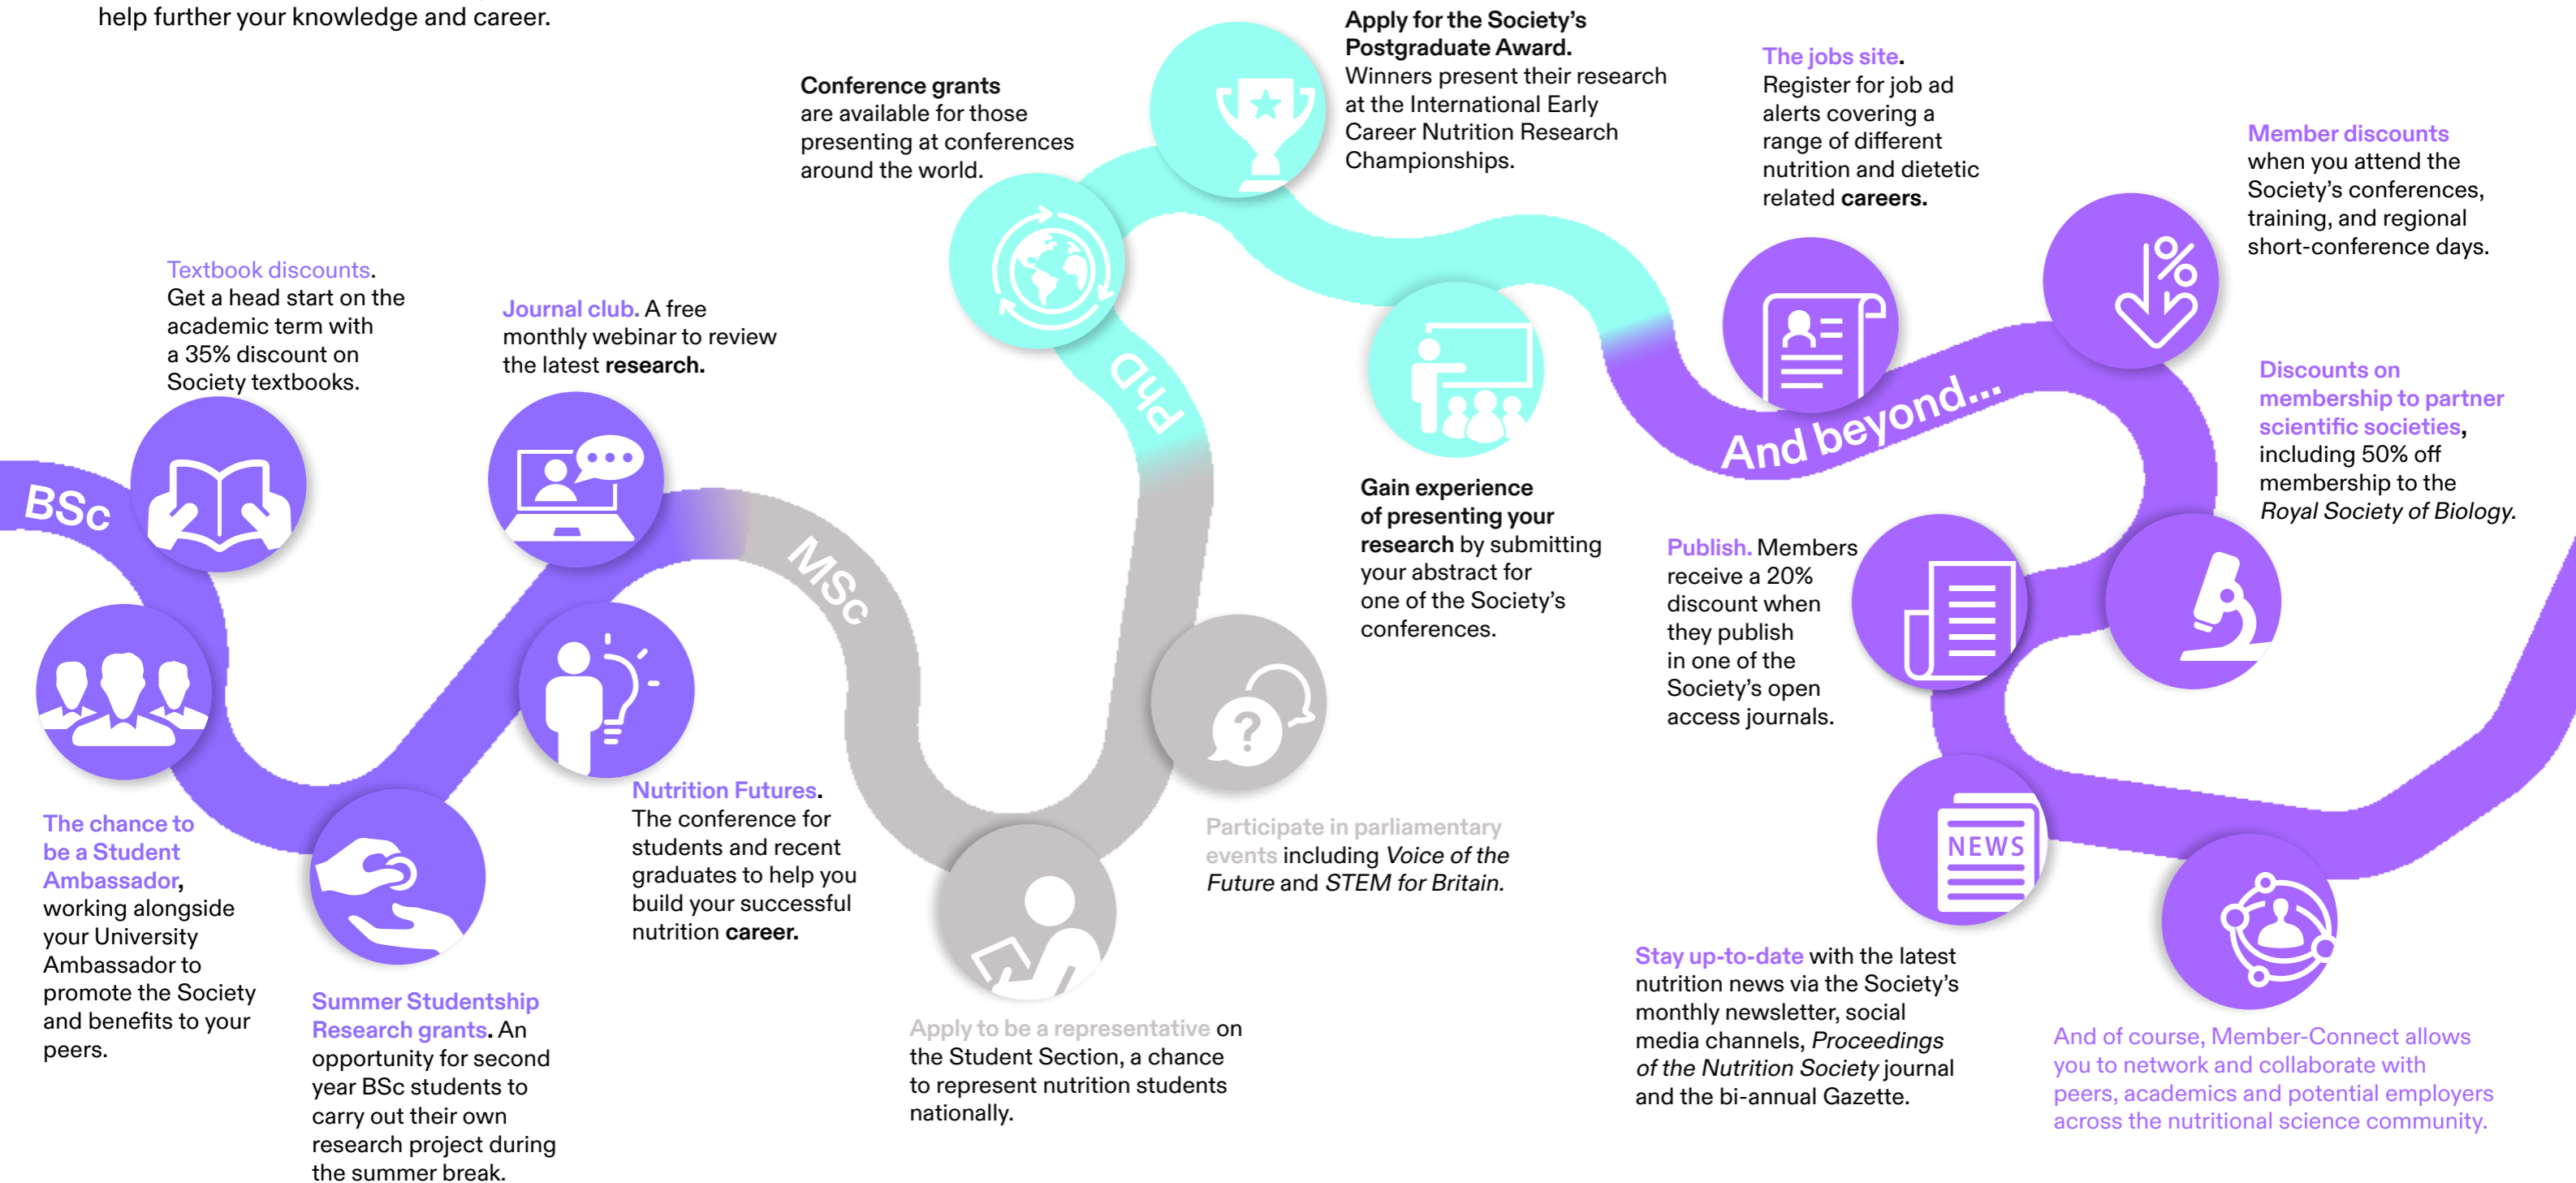 help further your knowledge and career.
BSc
Textbook discounts.
Get a head start on the
academic term with
a 35% discount on
Society textbooks.
The chance to
be a Student
Ambassador,
working alongside
your University
Ambassador to
promote the Society
and benefits to your
peers.
Summer Studentship
Research grants. An
opportunity for second
year BSc students to
carry out their own
research project during
the summer break.
Journal club. A free
monthly webinar to review
the latest research.
Nutrition Futures.
The conference for
students and recent
graduates to help you
build your successful
nutrition career.
MSc
Apply to be a representative on
the Student Section, a chance
to represent nutrition students
nationally.
?
Participate in parliamentary
events including Voice of the
Future and STEM for Britain.
PhD
Conference grants
are available for those
presenting at conferences
around the world.
Apply for the Society's
Postgraduate Award.
Winners present their research
at the International Early
Career Nutrition Research
Championships.
Gain experience
of presenting your
research by submitting
your abstract for
one of the Society's
conferences.
And beyond...
The jobs site.
Register for job ad
alerts covering a
range of different
nutrition and dietetic
related careers.
%
Member discounts
when you attend the
Society's conferences,
training, and regional
short-conference days.
Discounts on
membership to partner
scientific societies,
including 50% off
membership to the
Royal Society of Biology.
Publish. Members
receive a 20%
discount when
they publish
in one of the
Society's open
access journals.
NEWS
Stay up-to-date with the latest
nutrition news via the Society's
monthly newsletter, social
media channels, Proceedings
of the Nutrition Society journal
and the bi-annual Gazette.
And of course, Member-Connect allows
you to network and collaborate with
peers, academics and potential employers
across the nutritional science community.